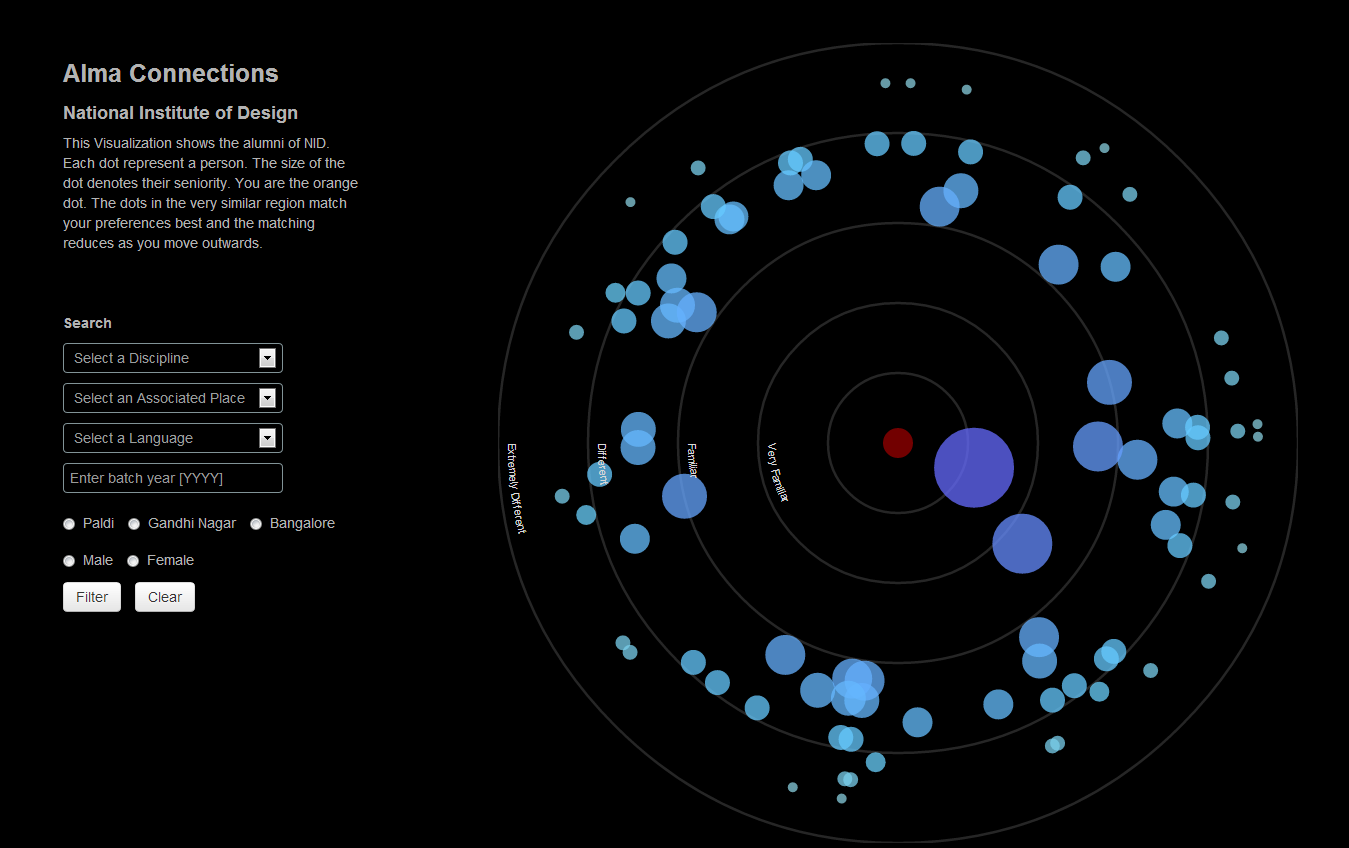 Alma Connections
National Institute of Design
This Visualization shows the alumni of NID.
Each dot represent a person. The size of the
dot denotes their seniority. You are the orange
dot. The dots in the very similar region match
your preferences best and the matching
reduces as you move outwards.
Search
Select a Discipline
Select an Associated Place
Select a Language
Enter batch year [YYYY]
Paldi Gandhi Nagar Bangalore
Male Female
Filter Clear
Extremely Different
Different
Familiar
Very Familiar